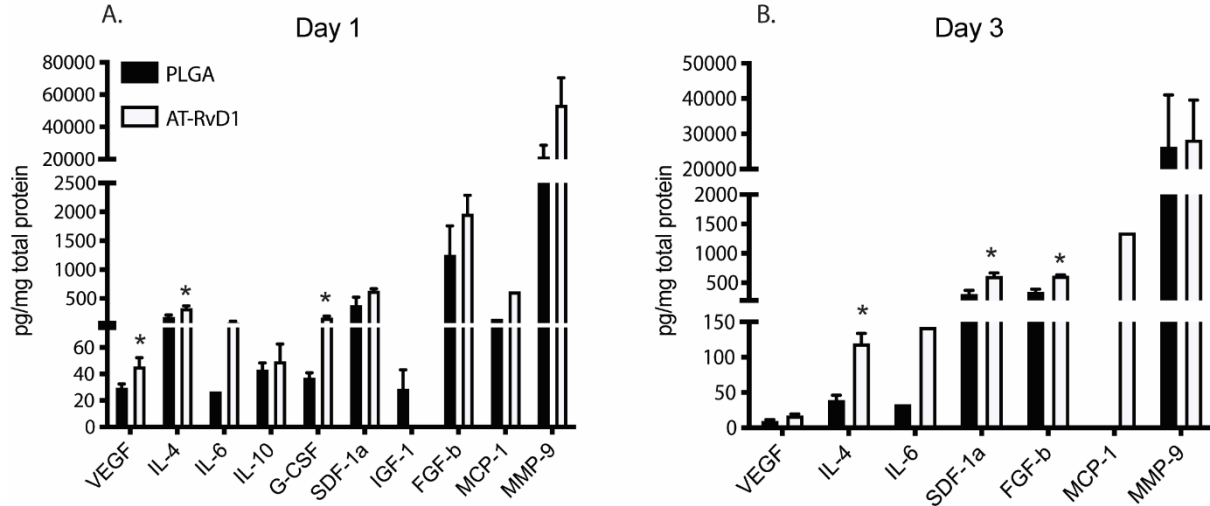 A.
Day 1
pg/mg total protein
80000
60000
40000
20000
2500
2000
1500
1000
500
60
40
20
0
PLGA
AT-RvD1
*
*
*
VEGF
IL-4
IL-6
IL-10
G-CSF
SDF-1a
IGF-1
FGF-b
MCP-1
MMP-9
B.
Day 3
pg/mg total protein
50000
40000
30000
20000
2000
1500
1000
500
150
100
50
0
*
*
*
VEGF
IL-4
IL-6
SDF-1a
FGF-b
MCP-1
MMP-9